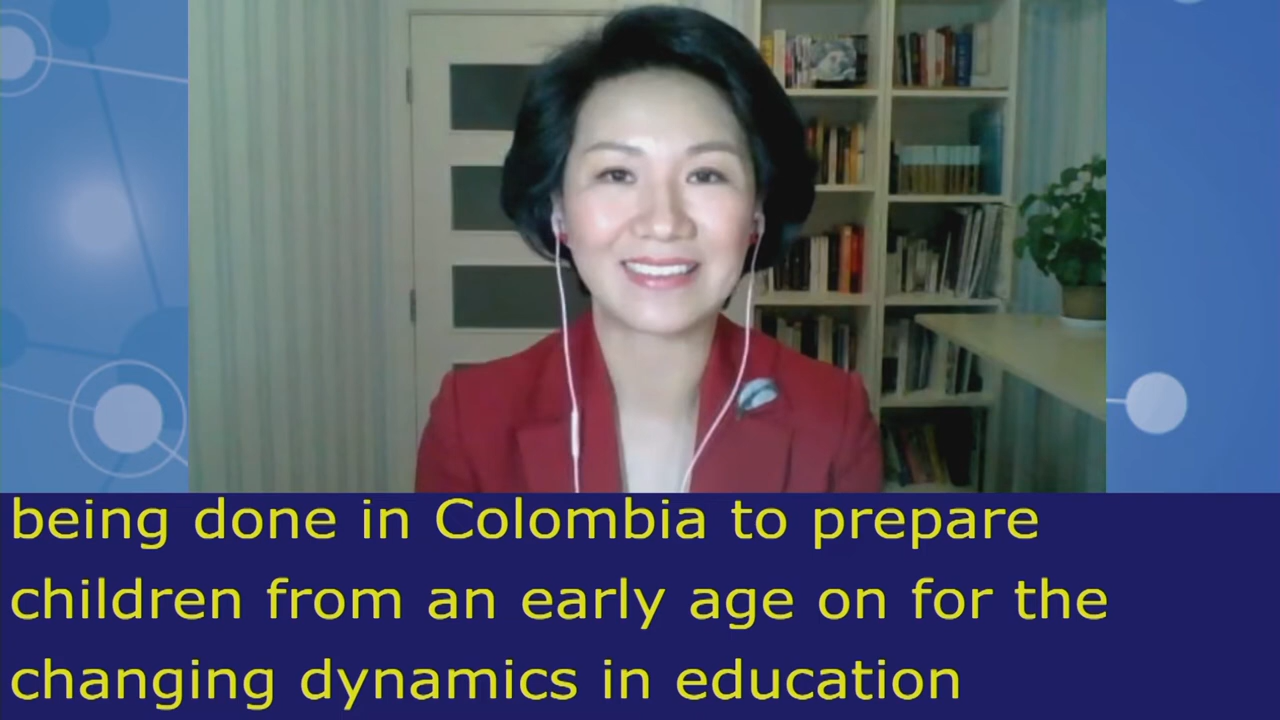 being done in Colombia to prepare
children from an early age on for the
changing dynamics in education